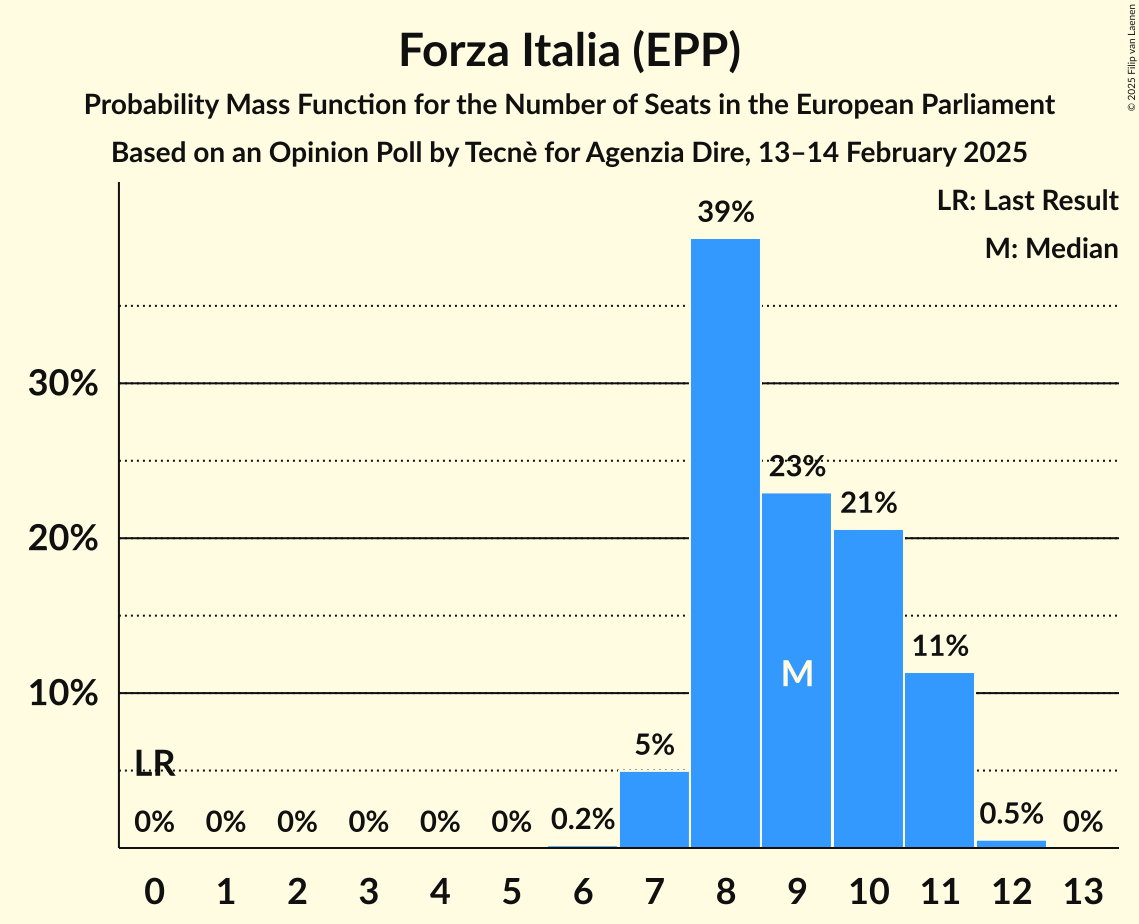 Forza Italia (EPP)
Probability Mass Function for the Number of Seats in the European Parliament
Based on an Opinion Poll by Tecnè for Agenzia Dire, 13–14 February 2025
© 2025 Filip van Laenen
LR: Last Result
M: Median
39%
30%
23%
21%
20%
11%
M
10%
5%
LR
0% 0% 0% 0% 0% 0% 0.2% 0.5% 0%
0 1 2 3 4 5 6 7 8 9 10 11 12 13